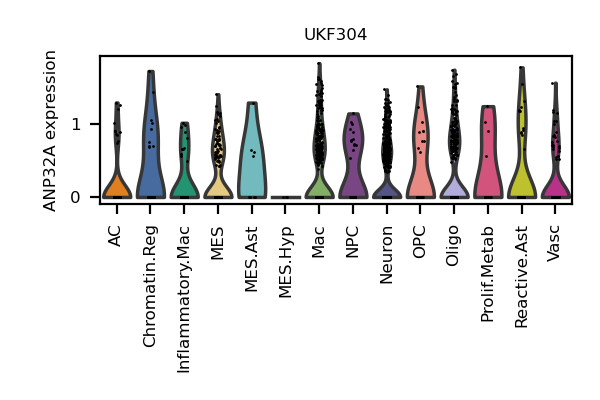 UKF304
ANP32A expression
1
0
AC
Chromatin.Reg
Inflammatory.Mac
MES
MES.Ast
MES.Hyp
Mac
NPC
Neuron
OPC
Oligo
Prolif.Metab
Reactive.Ast
Vasc